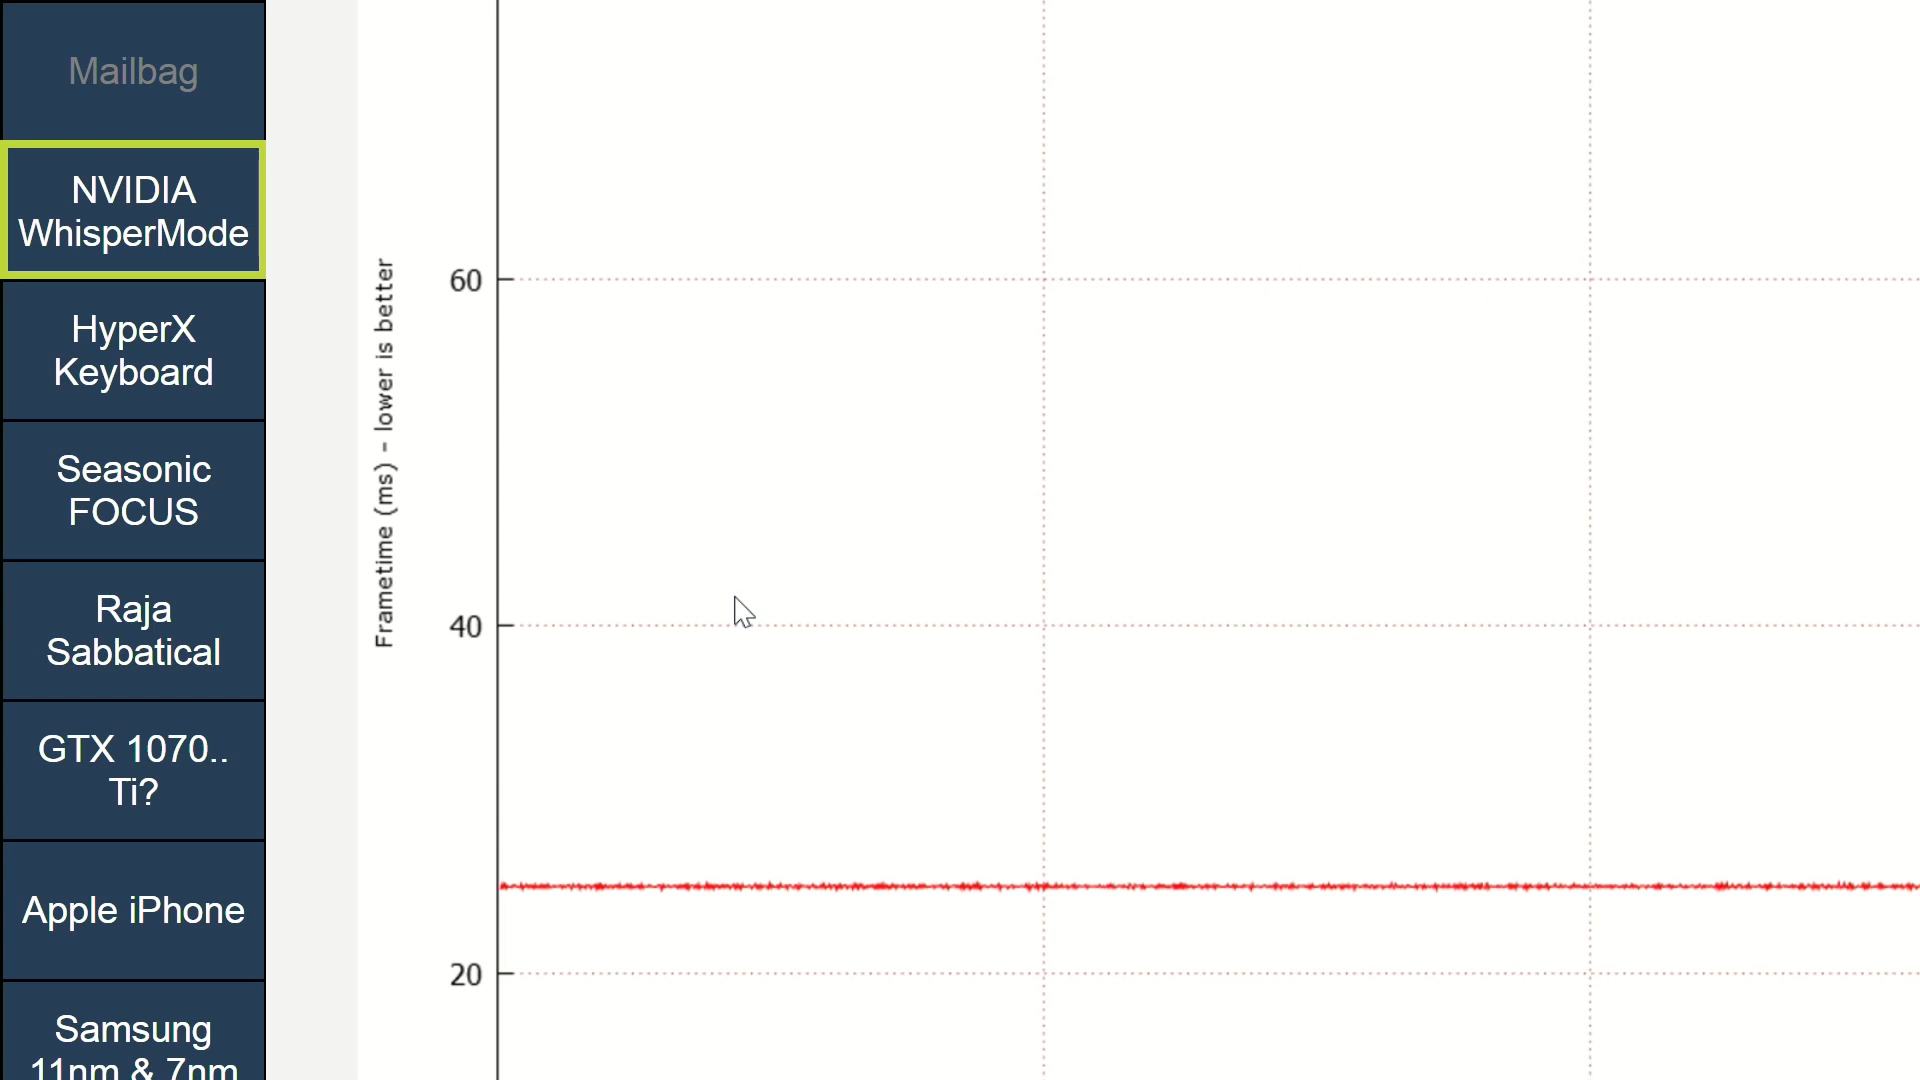 Mailbag
NVIDIA
WhisperMode
HyperX
Keyboard
Seasonic
FOCUS
Raja
Sabbatical
GTX 1070..
Ti?
Apple iPhone
Samsung
11nm & 7nm
Frametime (ms) - lower is better
60
40
20